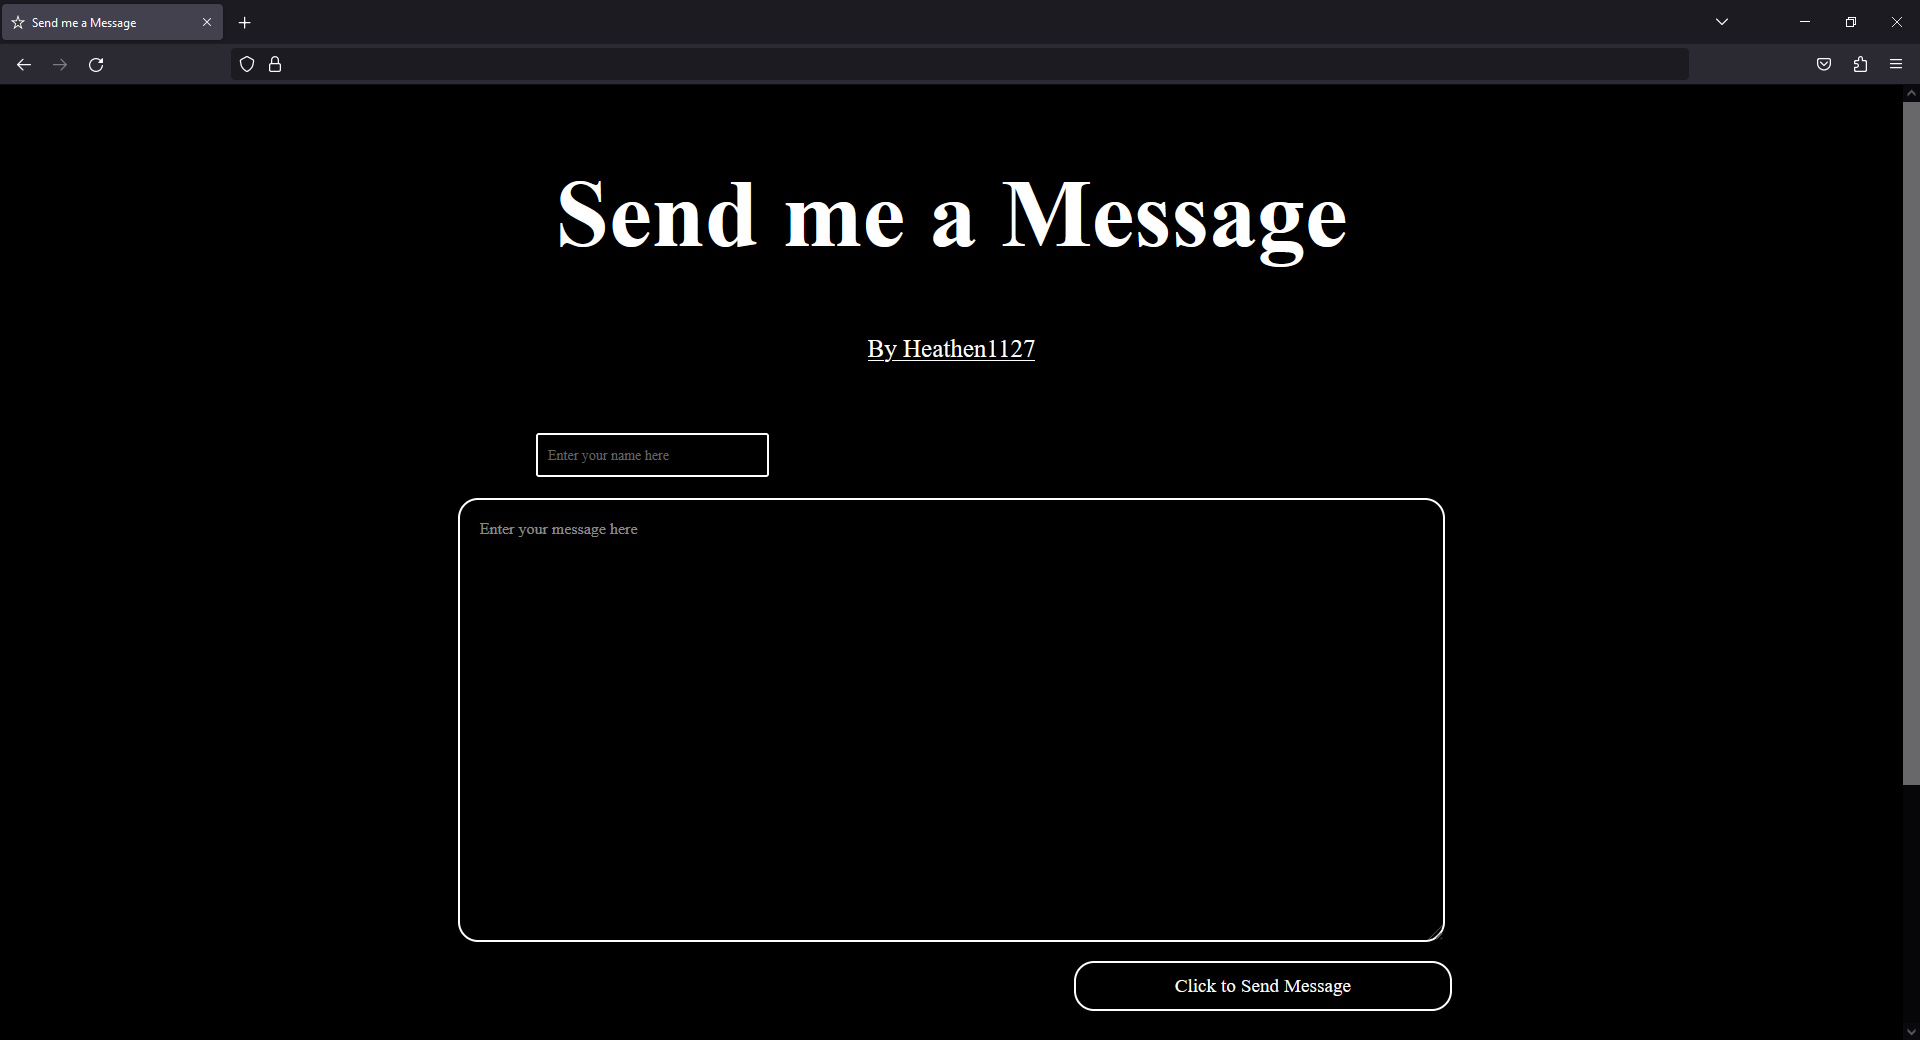 Send me a Message
Send me a Message
By Heathen1127
Enter your name here
Enter your message here
Click to Send Message